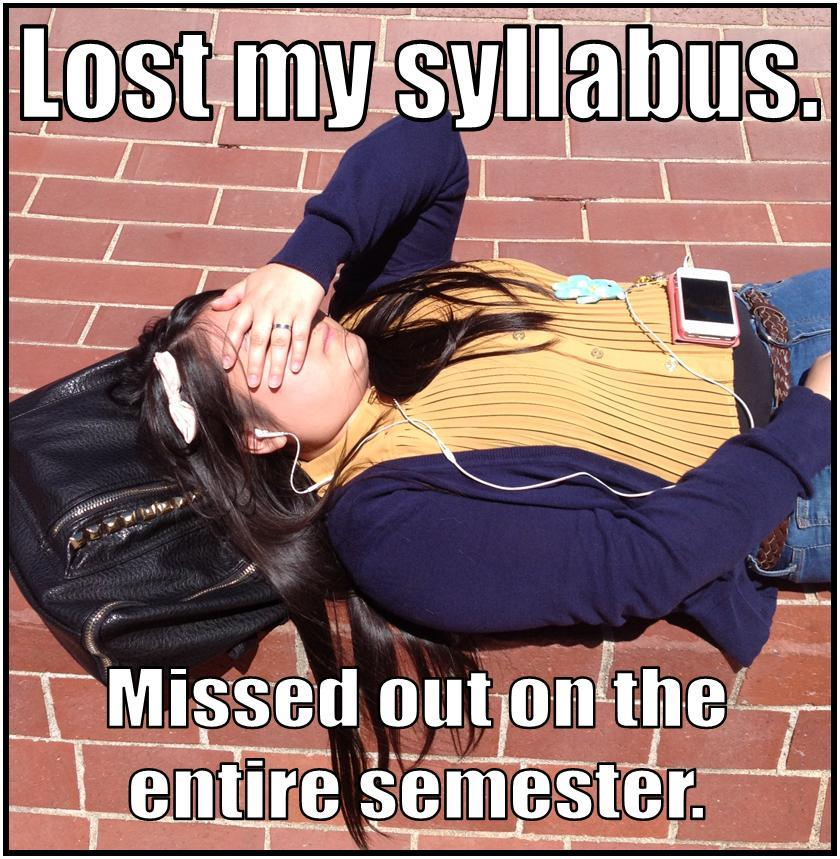 Lost my syllabus.
Missed out on the
entire semester.